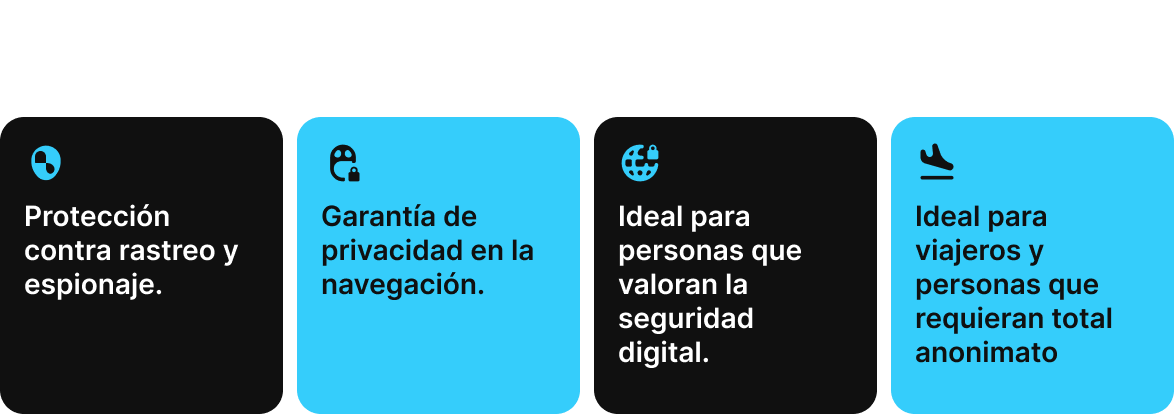 Protección
contra rastreo y
espionaje.
Garantía de
privacidad en la
navegación.
Ideal para
personas que
valoran la
seguridad
digital.
Ideal para
viajeros y
personas que
requieran total
anonimato